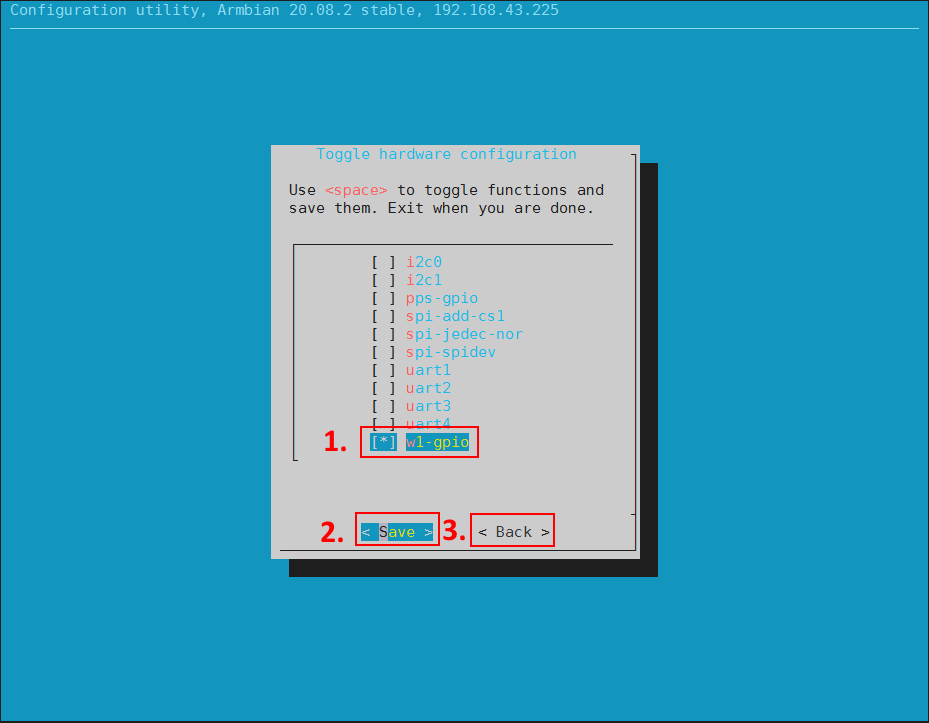 Configuration utility, Armbian 20.08.2 stable, 192.168.43.225
Toggle hardware configuration
Use <space> to toggle functions and
save them. Exit when you are done.
[ ] i2c0
[ ] i2c1
[ ] pps-gpio
[ ] spi-add-cs1
[ ] spi-jedec-nor
[ ] spi-spidev
[ ] uart1
[ ] uart2
[ ] uart3
[ ] uart4
1. [*] w1-gpio
2. < Save > 3. < Back >